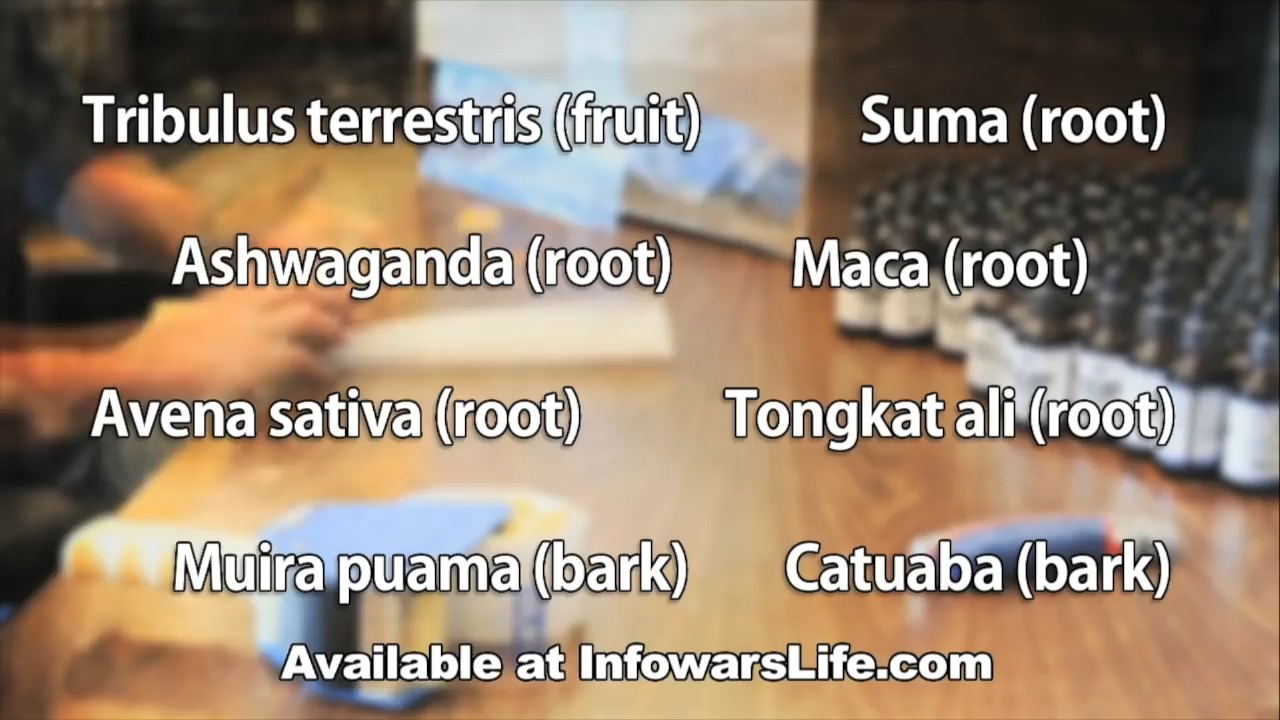 Tribulus terrestris (fruit) Suma (root)
Ashwaganda (root) Maca (root)
Avena sativa (root) Tongkat ali (root)
Muira puama (bark) Catuaba (bark)
Available at InfowarsLife.com